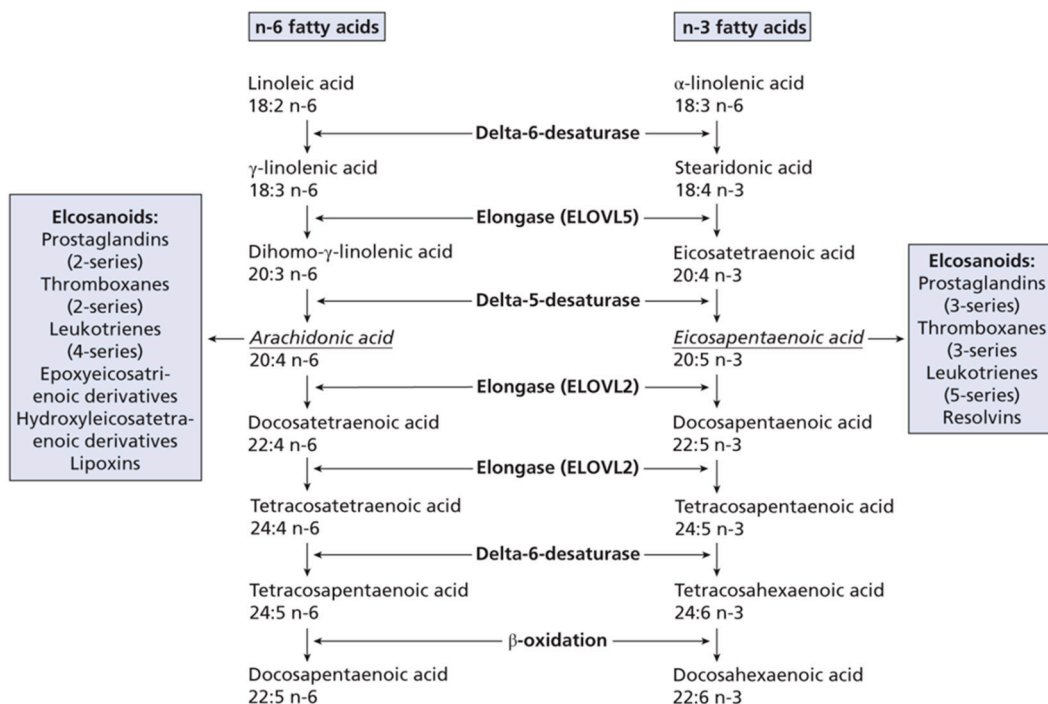 n-6 fatty acids
n-3 fatty acids
Linoleic acid
18:2 n-6
α-linolenic acid
18:3 n-6
Delta-6-desaturase
γ-linolenic acid
18:3 n-6
Stearidonic acid
18:4 n-3
Elongase (ELOVL5)
Dihomo-γ-linolenic acid
20:3 n-6
Eicosatetraenoic acid
20:4 n-3
Delta-5-desaturase
Arachidonic acid
20:4 n-6
Eicosapentaenoic acid
20:5 n-3
Elcosanoids:
Prostaglandins
(2-series)
Thromboxanes
(2-series)
Leukotrienes
(4-series)
Epoxyeicosatri-
enoic derivatives
Hydroxyleicosatetra-
enoic derivatives
Lipoxins
Elcosanoids:
Prostaglandins
(3-series)
Thromboxanes
(3-series
Leukotrienes
(5-series)
Resolvins
Elongase (ELOVL2)
Docosatetraenoic acid
22:4 n-6
Docosapentaenoic acid
22:5 n-3
Elongase (ELOVL2)
Tetracosatetraenoic acid
24:4 n-6
Tetracosapentaenoic acid
24:5 n-3
Delta-6-desaturase
Tetracosapentaenoic acid
24:5 n-6
Tetracosahexaenoic acid
24:6 n-3
β-oxidation
Docosapentaenoic acid
22:5 n-6
Docosahexaenoic acid
22:6 n-3